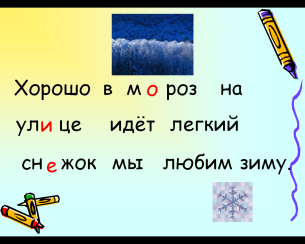 Хорошо в мороз на
улице идёт легкий
снежок мы любим зиму.